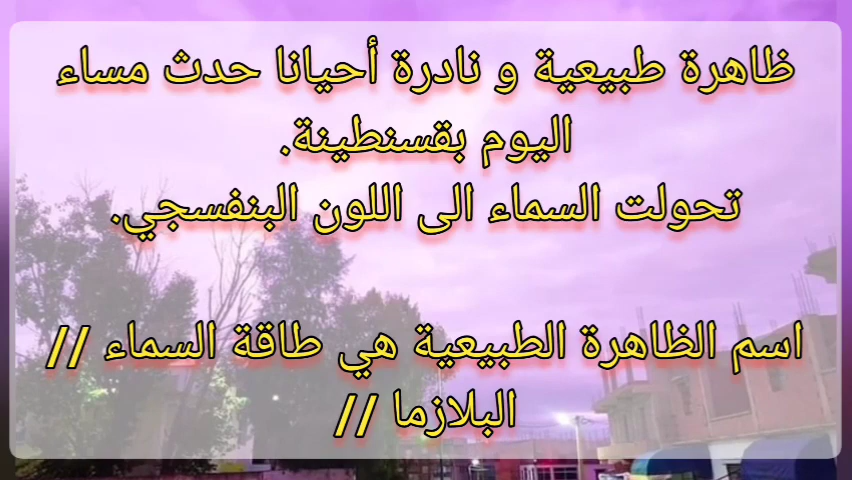 ظاهرة طبيعية و نادرة أحيانا حدث مساء
اليوم بقسنطينة.
تحولت السماء الى اللون البنفسجي.
اسم الظاهرة الطبيعية هي طاقة السماء //
البلازما //